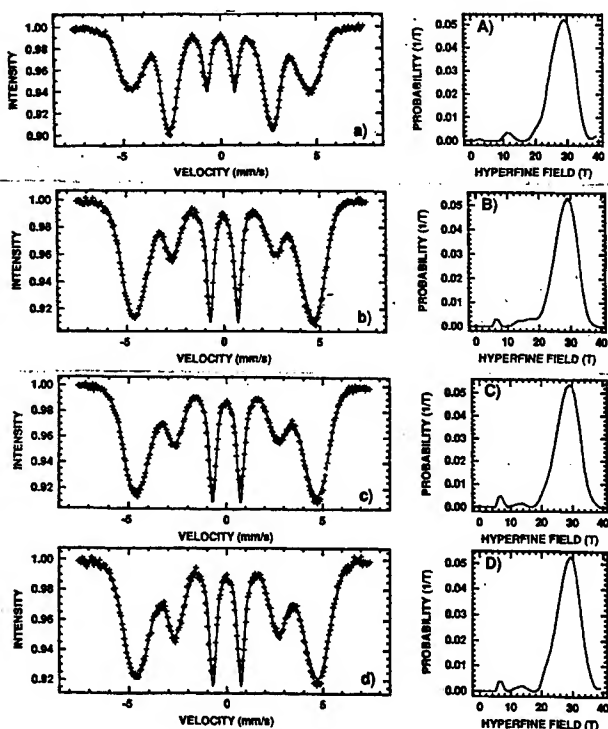 1.00
0.98
0.96
0.94
0.92
0.90
INTENSITY
-5
0
5
VELOCITY (mm/s)
a)
A)
0.05
0.04
0.03
0.02
0.01
0.00
PROBABILITY (1/T)
0 10 20 30 40
HYPERFINE FIELD (T)
1.00
0.98
0.96
0.94
0.92
INTENSITY
-5
0
5
VELOCITY (mm/s)
b)
B)
0.05
0.04
0.03
0.02
0.01
0.00
PROBABILITY (1/T)
0 10 20 30 40
HYPERFINE FIELD (T)
1.00
0.98
0.96
0.94
0.92
INTENSITY
-5
0
5
VELOCITY (mm/s)
c)
C)
0.05
0.04
0.03
0.02
0.01
0.00
PROBABILITY (1/T)
0 10 20 30 40
HYPERFINE FIELD (T)
1.00
0.98
0.96
0.94
0.92
INTENSITY
-5
0
5
VELOCITY (mm/s)
d)
D)
0.05
0.04
0.03
0.02
0.01
0.00
PROBABILITY (1/T)
0 10 20 30 40
HYPERFINE FIELD (T)